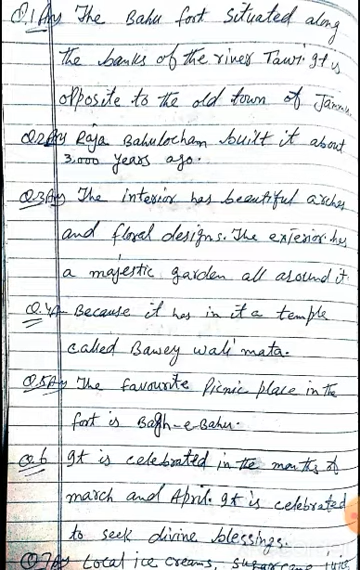 Q.1 Ans The Bahu fort situated along
the banks of the river Tawi. It is
opposite to the old town of Jammu
Q2 Ans Raja Bahulocham built it about
3,000 years ago.
Q.3 Ans The interior has beautiful arches
and floral designs. The exterior has
a majestic garden all around it.
Q.4 Because it has in it a temple
called Bawey wali mata.
Q.5 Ans The favourite Picnic place in the
fort is Bagh-e-Bahu.
Q.6 It is celebrated in the months of
march and April. It is celebrated
to seek divine blessings.
Q7 Ans Local ice creams, sugarcane juice